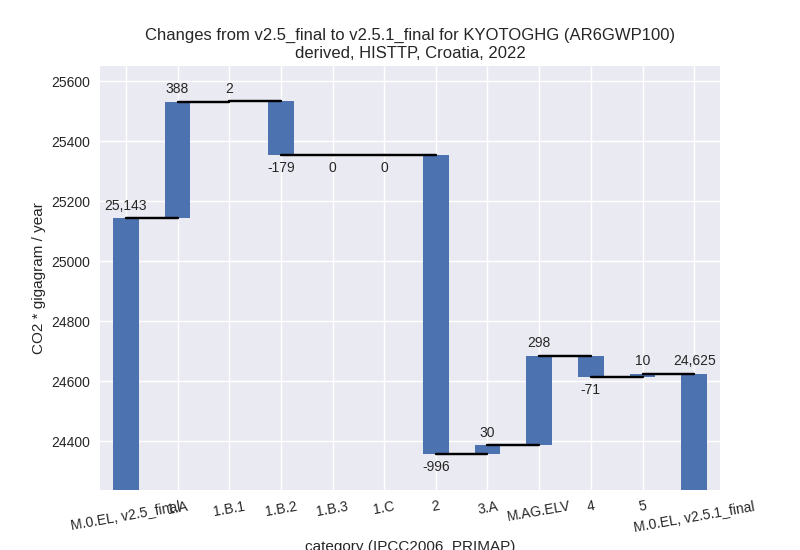 Changes from v2.5_final to v2.5.1_final for KYOTOGHG (AR6GWP100)
derived, HISTTP, Croatia, 2022
CO2 * gigagram / year
25600
25400
25200
25000
24800
24600
24400
25,143
388
2
-179
0
0
-996
30
298
-71
10
24,625
M.0.EL, v2.5_final
1.A
1.B.1
1.B.2
1.B.3
1.C
2
3.A
M.AG.ELV
4
5
M.0.EL, v2.5.1_final
category (IPCC2006_PRIMAP)